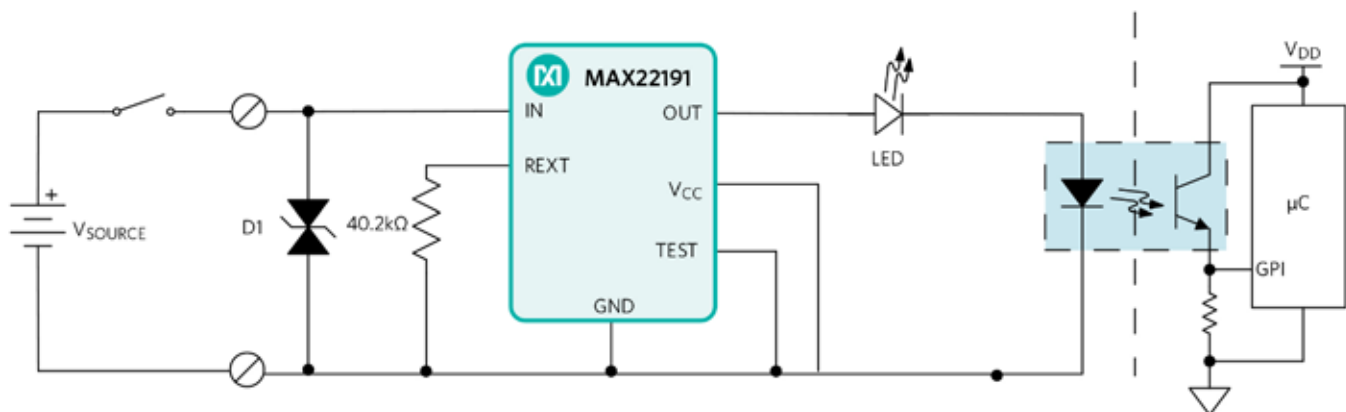 MAX22191
IN
OUT
REXT
VCC
TEST
GND
+
VSOURCE
D1
40.2kΩ
LED
VDD
µC
GPI